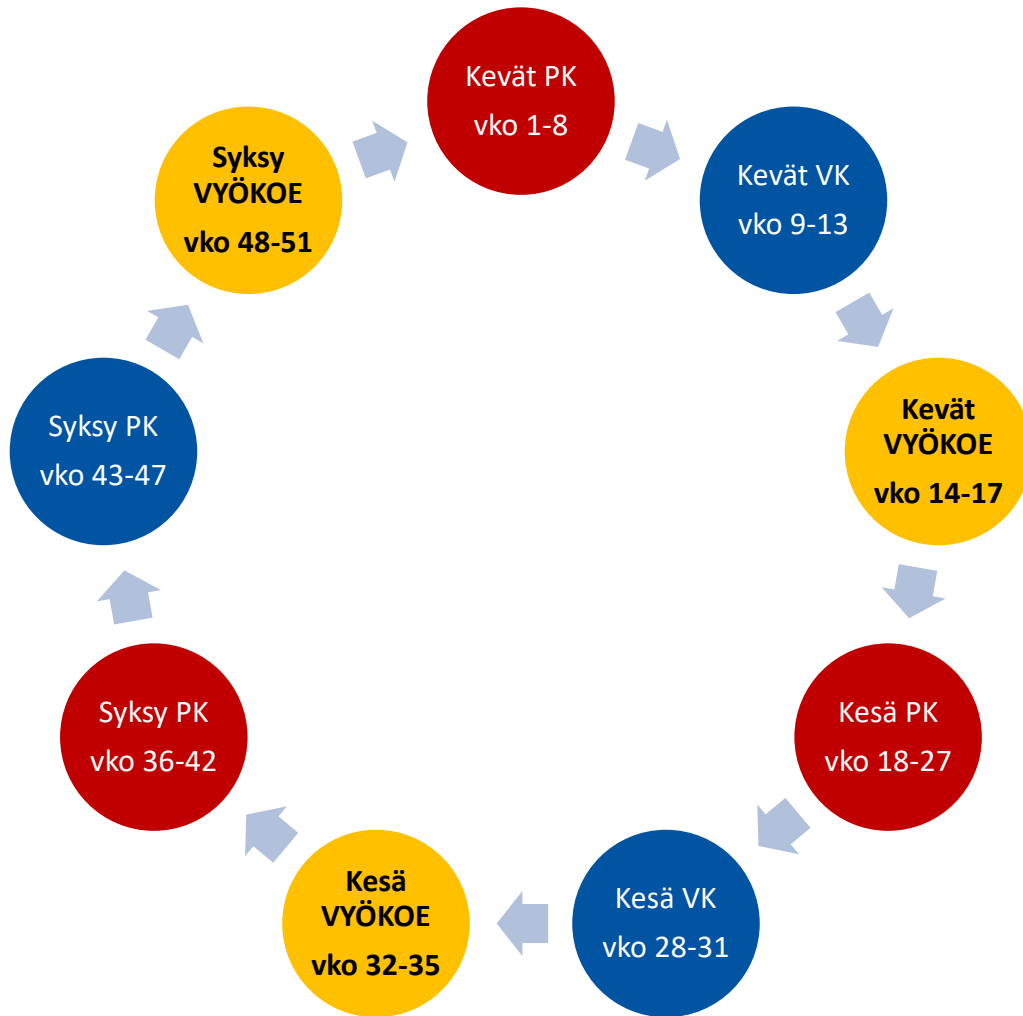 Kevät PK
vko 1-8
Kevät VK
vko 9-13
Kevät
VYÖKOE
vko 14-17
Kesä PK
vko 18-27
Kesä VK
vko 28-31
Kesä
VYÖKOE
vko 32-35
Syksy PK
vko 36-42
Syksy PK
vko 43-47
Syksy
VYÖKOE
vko 48-51